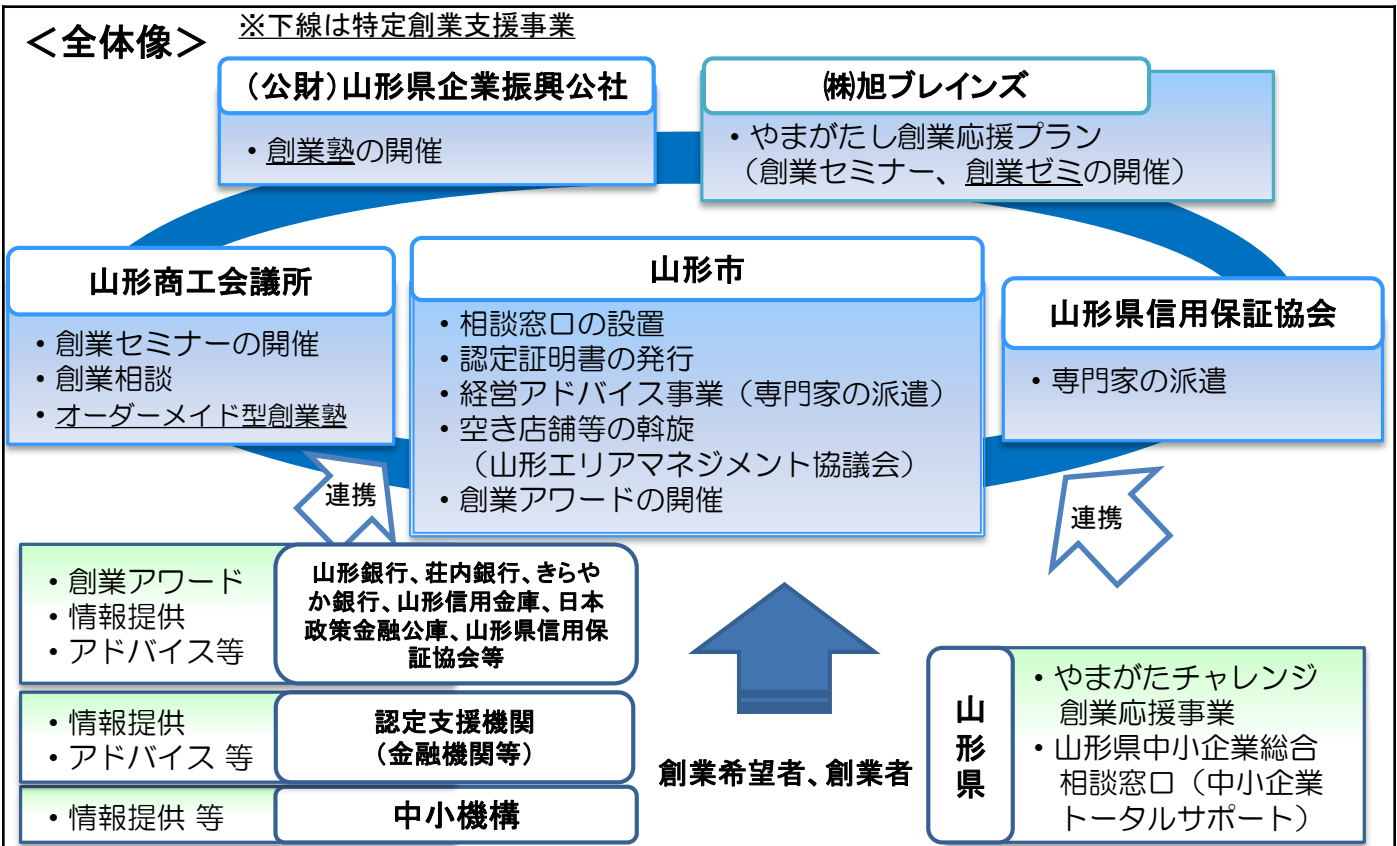 <全体像>
※下線は特定創業支援事業
(公財)山形県企業振興公社
・創業塾の開催
㈱旭ブレインズ
・やまがたし創業応援プラン
（創業セミナー、創業ゼミの開催）
山形商工会議所
・創業セミナーの開催
・創業相談
・オーダーメイド型創業塾
山形市
・相談窓口の設置
・認定証明書の発行
・経営アドバイス事業（専門家の派遣）
・空き店舗等の斡旋
（山形エリアマネジメント協議会）
・創業アワードの開催
山形県信用保証協会
・専門家の派遣
連携
連携
・創業アワード
・情報提供
・アドバイス等
山形銀行、荘内銀行、きらや
か銀行、山形信用金庫、日本
政策金融公庫、山形県信用保
証協会等
・情報提供
・アドバイス 等
認定支援機関
（金融機関等）
・情報提供 等
中小機構
創業希望者、創業者
山形県
・やまがたチャレンジ
創業応援事業
・山形県中小企業総合
相談窓口（中小企業
トータルサポート）